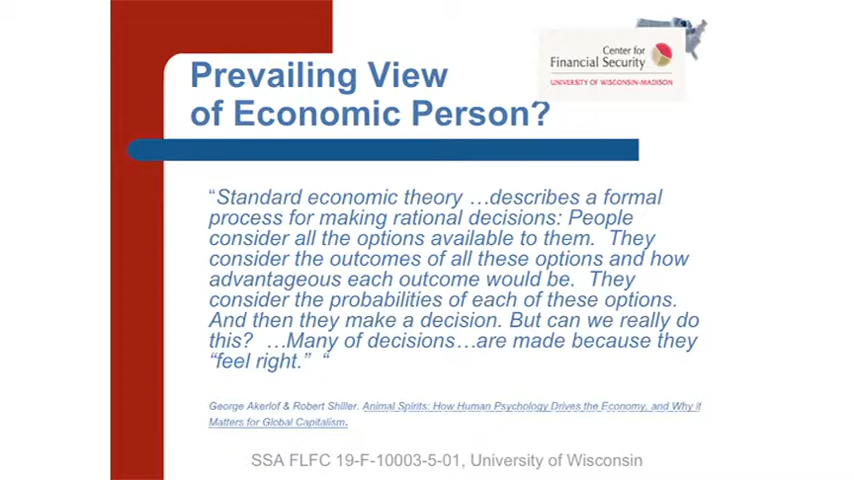 Center for
Financial Security
UNIVERSITY OF WISCONSIN-MADISON
Prevailing View
of Economic Person?
“Standard economic theory …describes a formal
process for making rational decisions: People
consider all the options available to them.  They
consider the outcomes of all these options and how
advantageous each outcome would be.  They
consider the probabilities of each of these options.
And then they make a decision. But can we really do
this?  …Many of decisions…are made because they
“feel right.”  “
George Akerlof & Robert Shiller. Animal Spirits: How Human Psychology Drives the Economy, and Why it
Matters for Global Capitalism.
SSA FLFC 19-F-10003-5-01, University of Wisconsin